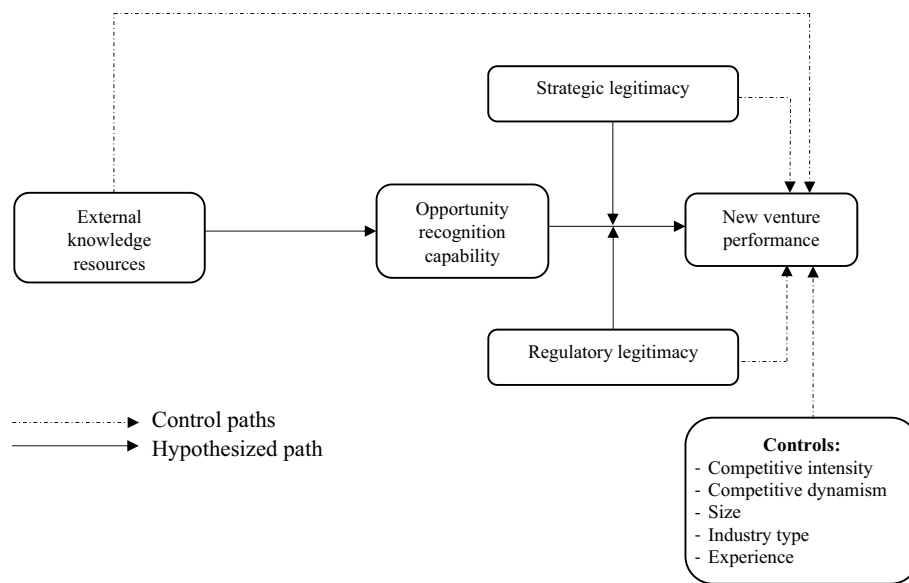 Strategic legitimacy
External
knowledge
resources
Opportunity
recognition
capability
New venture
performance
Regulatory legitimacy
Control paths
Hypothesized path
Controls:
- Competitive intensity
- Competitive dynamism
- Size
- Industry type
- Experience